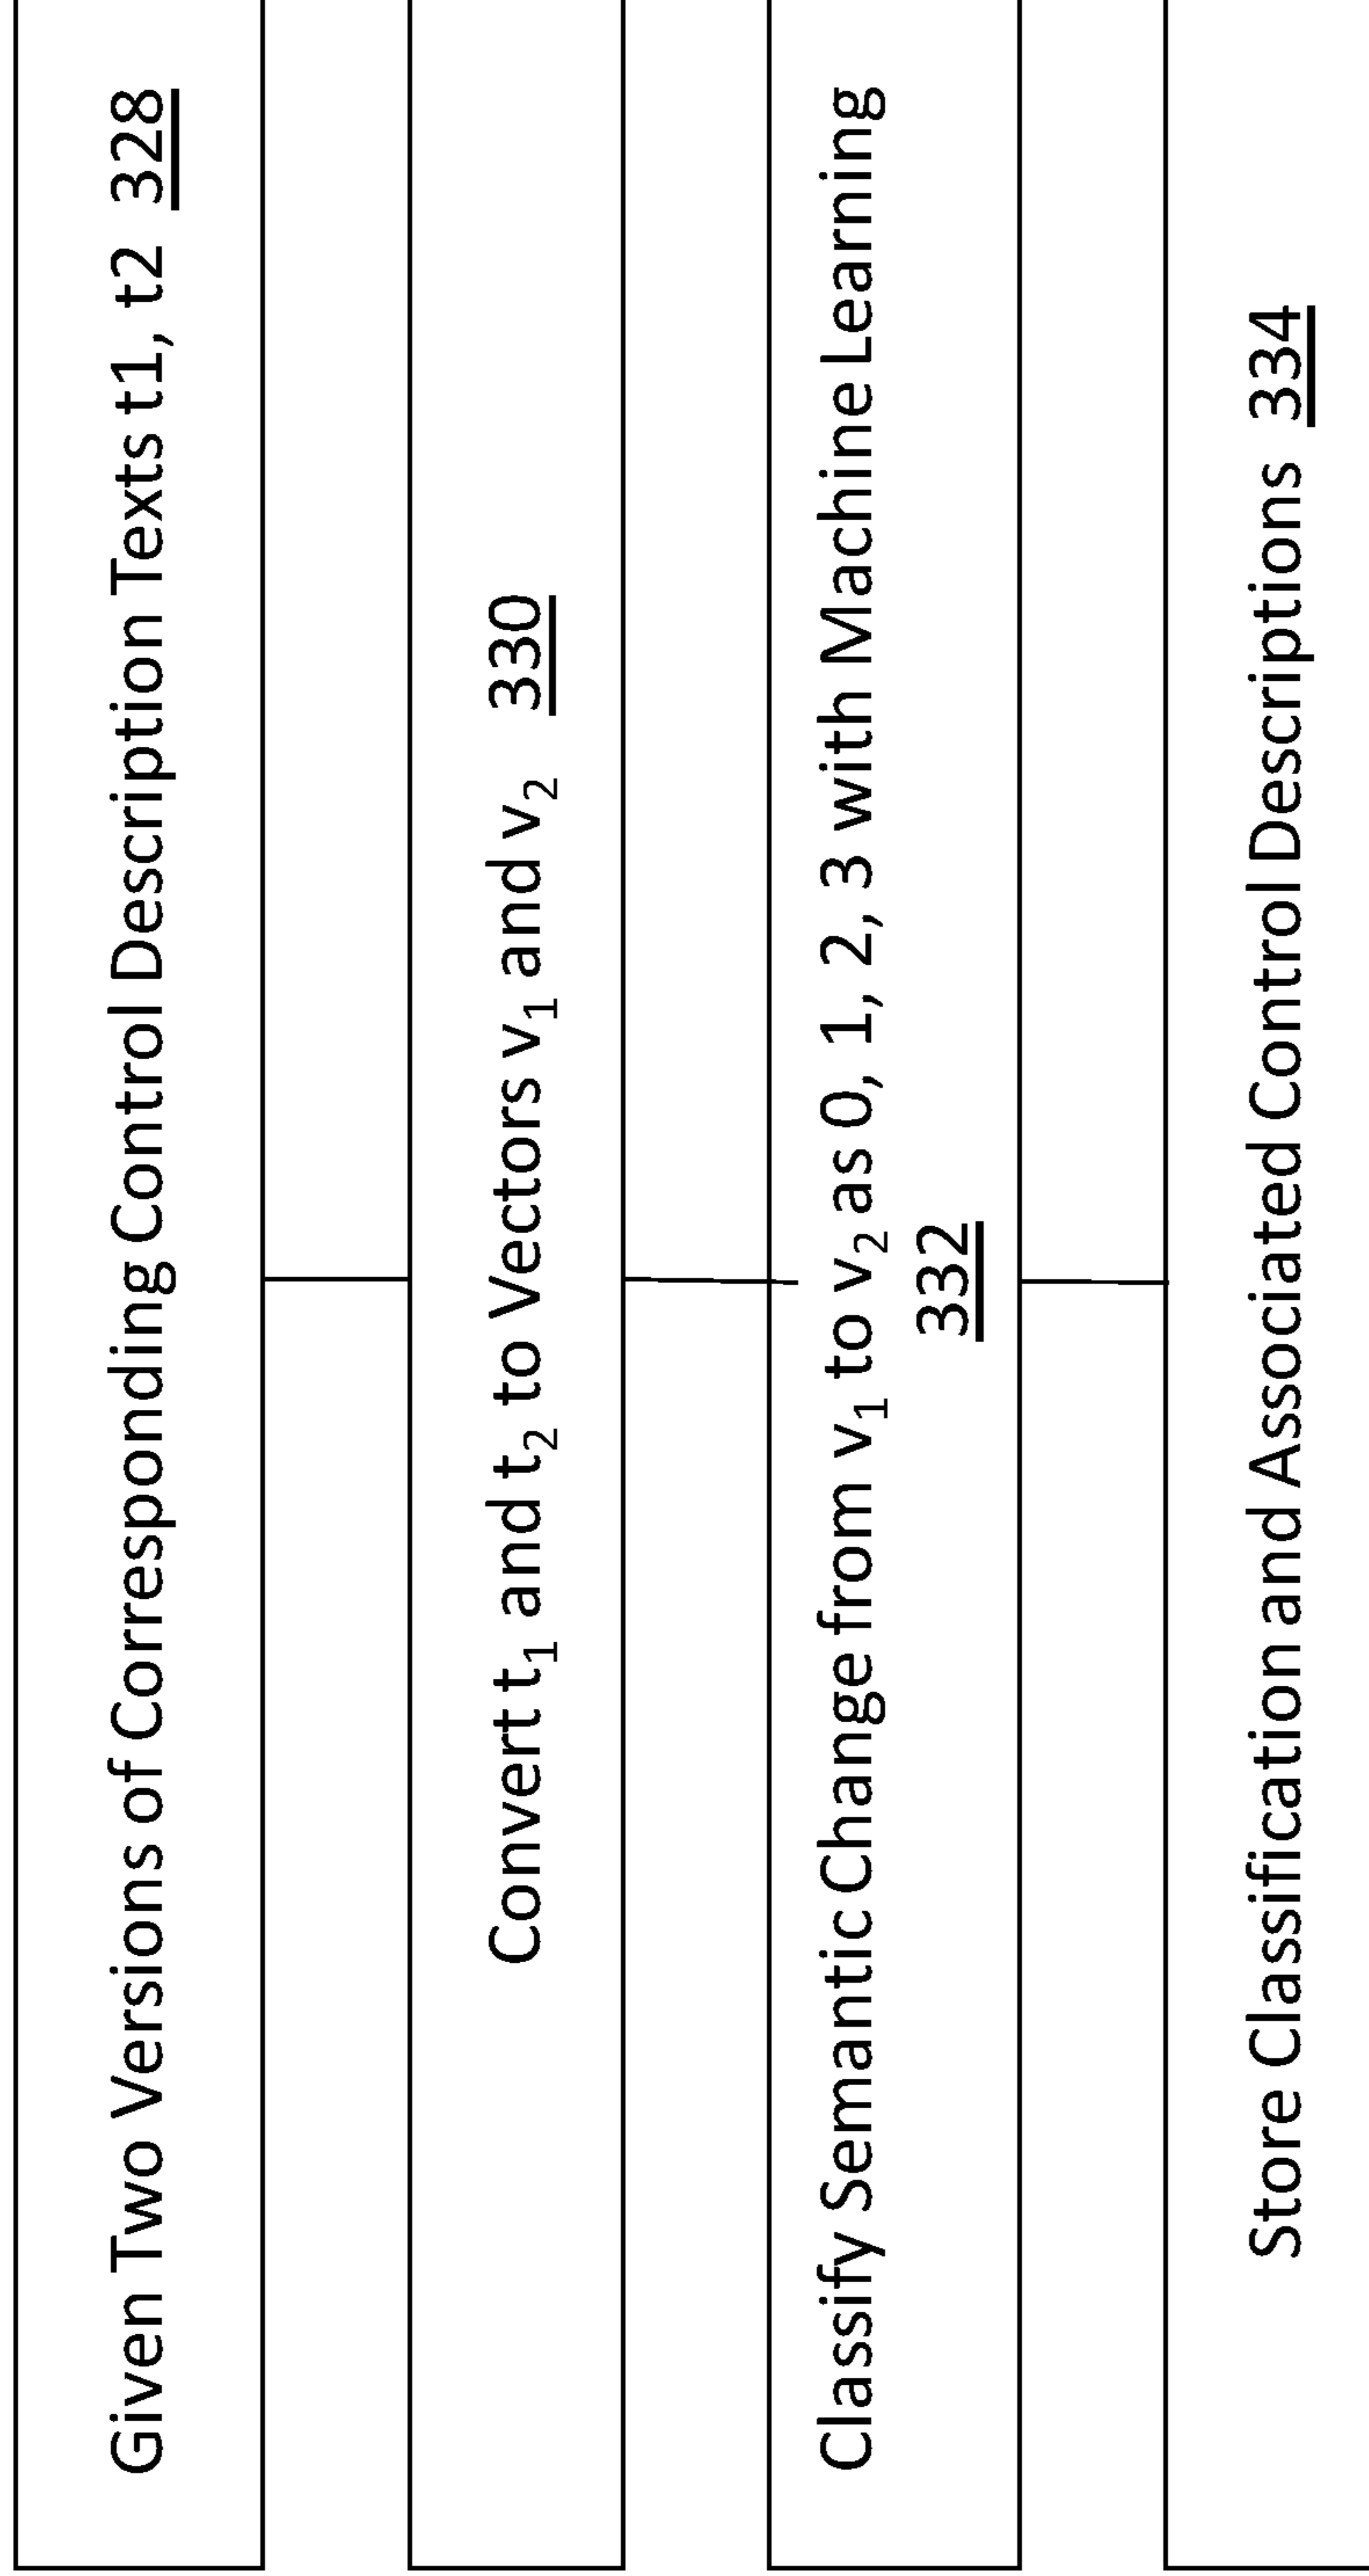 Given Two Versions of Corresponding Control Description Texts t1, t2 328
Convert t₁ and t₂ to Vectors v₁ and v₂ 330
Classify Semantic Change from v₁ to v₂ as 0, 1, 2, 3 with Machine Learning
332
Store Classification and Associated Control Descriptions 334